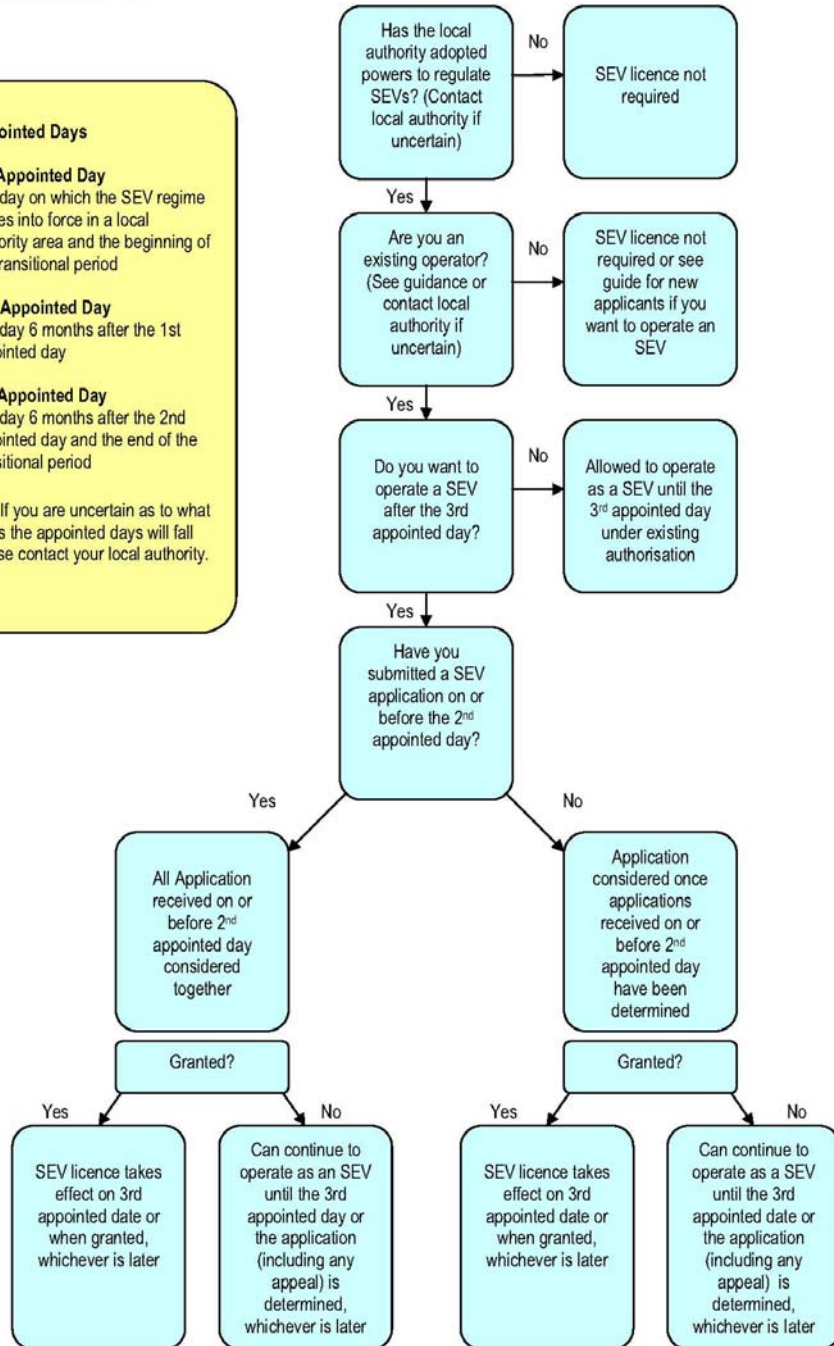 ointed Days
Appointed Day
day on which the SEV regime
es into force in a local
ority area and the beginning of
ransitional period
Appointed Day
day 6 months after the 1st
ointed day
Appointed Day
day 6 months after the 2nd
ointed day and the end of the
sitional period
If you are uncertain as to what
s the appointed days will fall
se contact your local authority.
Has the local
authority adopted
powers to regulate
SEVs? (Contact
local authority if
uncertain)
No
SEV licence not
required
Yes
Are you an
existing operator?
(See guidance or
contact local
authority if
uncertain)
No
SEV licence not
required or see
guide for new
applicants if you
want to operate an
SEV
Yes
Do you want to
operate a SEV
after the 3rd
appointed day?
No
Allowed to operate
as a SEV until the
3rd appointed day
under existing
authorisation
Yes
Have you
submitted a SEV
application on or
before the 2nd
appointed day?
Yes
No
All Application
received on or
before 2nd
appointed day
considered
together
Application
considered once
applications
received on or
before 2nd
appointed day
have been
determined
Granted?
Granted?
Yes
No
Yes
No
SEV licence takes
effect on 3rd
appointed date or
when granted,
whichever is later
Can continue to
operate as an SEV
until the 3rd
appointed day or
the application
(including any
appeal) is
determined,
whichever is later
SEV licence takes
effect on 3rd
appointed date or
when granted,
whichever is later
Can continue to
operate as a SEV
until the 3rd
appointed date or
the application
(including any
appeal) is
determined,
whichever is later